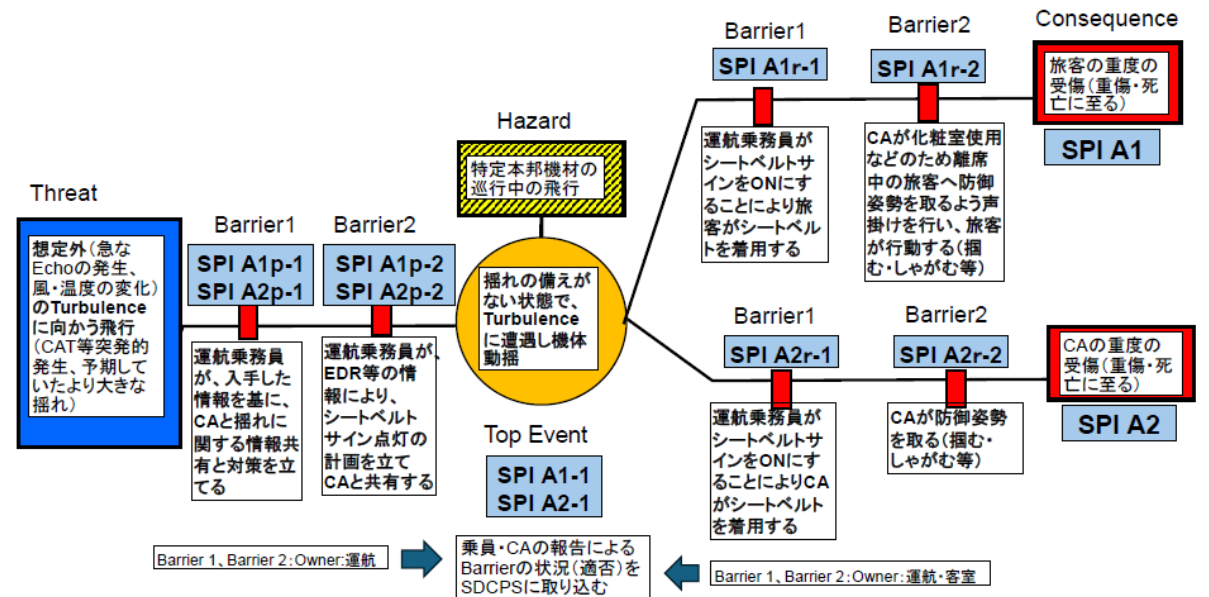 Threat
想定外(急な
Echoの発生、
風・温度の変化)
のTurbulence
に向かう飛行
(CAT等突発的
発生、予期して
いたより大きな
揺れ)
Barrier1
SPI A1p-1
SPI A2p-1
運航乗務員
が、入手した
情報を基に、
CAと揺れに
関する情報共
有と対策を立
てる
Barrier2
SPI A1p-2
SPI A2p-2
運航乗務員が、
EDR等の情
報により、
シートベルト
サイン点灯の
計画を立て
CAと共有する
Hazard
特定本邦機材の
巡行中の飛行
揺れの備えが
ない状態で、
Turbulence
に遭遇し機体
動揺
Top Event
SPI A1-1
SPI A2-1
Barrier1
SPI A1r-1
運航乗務員が
シートベルトサ
インをONにす
ることにより旅
客がシートベ
ルトを着用する
Barrier2
SPI A1r-2
CAが化粧室使用
などのため離席
中の旅客へ防御
姿勢を取るよう声
掛けを行い、旅客
が行動する(掴
む・しゃがむ等)
Consequence
旅客の重度の
受傷(重傷・死
亡に至る)
SPI A1
Barrier1
SPI A2r-1
運航乗務員が
シートベルトサ
インをONにす
ることによりCA
がシートベルト
を着用する
Barrier2
SPI A2r-2
CAが防御姿勢
を取る(掴む・
しゃがむ等)
CAの重度の
受傷(重傷・死
亡に至る)
SPI A2
Barrier 1、Barrier 2:Owner:運航
乗員・CAの報告による
Barrierの状況(適否)を
SDCPSに取り込む
Barrier 1、Barrier 2:Owner:運航・客室